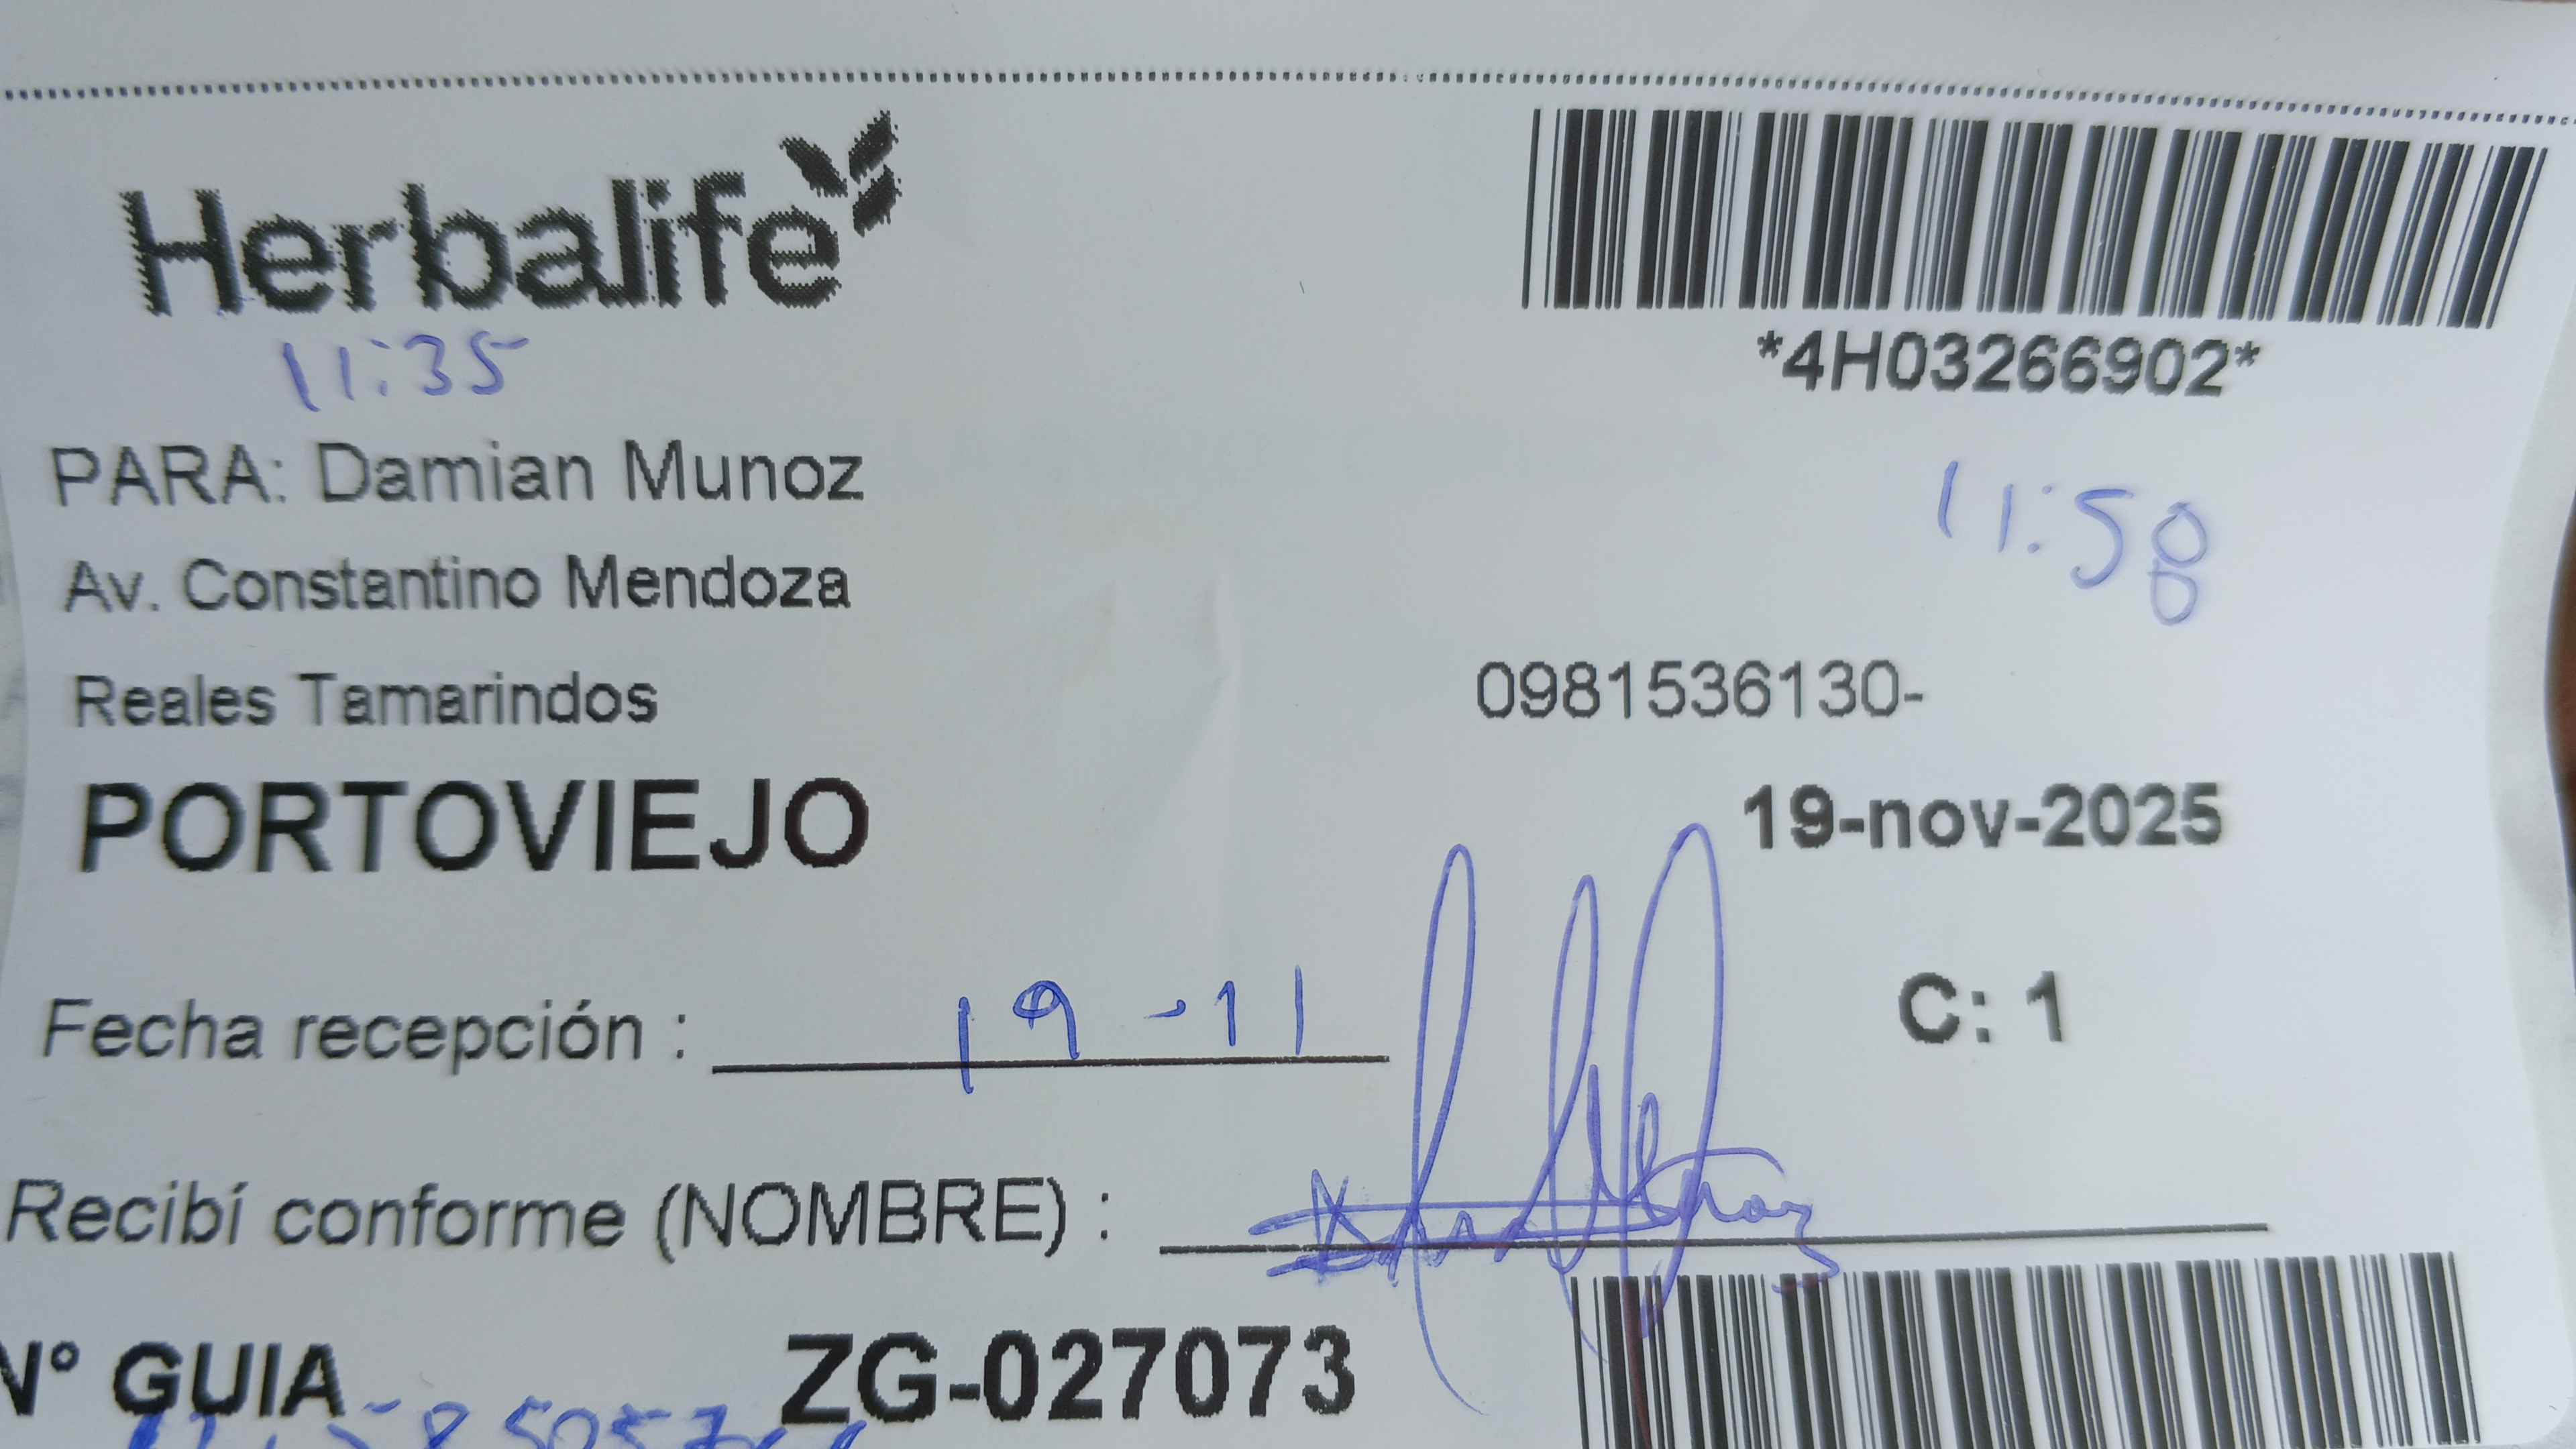 Herbalife
*4H03266902*
11:35
PARA: Damian Munoz
11:58
Av. Constantino Mendoza
Reales Tamarindos
0981536130-
PORTOVIEJO
19-nov-2025
Fecha recepción : 19-11
C: 1
Recibí conforme (NOMBRE) :
N° GUIA ZG-027073